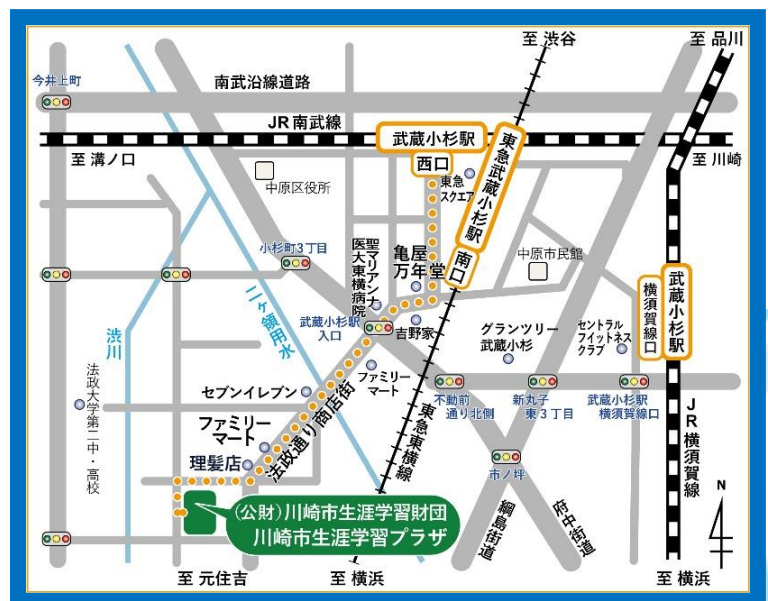 至 渋谷
至 品川
今井上町
南武沿線道路
JR南武線
武蔵小杉駅
西口
東急武蔵小杉駅
南口
至 溝ノ口
至 川崎
東急
スクエア
中原区役所
小杉町3丁目
聖マリアンナ
医大東横病院
亀屋
万年堂
中原市民館
武蔵小杉駅
横須賀線口
渋川
二ヶ領用水
武蔵小杉駅
入口
吉野家
グランツリー
武蔵小杉
セントラル
フィットネス
クラブ
法政大学第二中・高校
セブンイレブン
ファミリー
マート
不動前
通り北側
新丸子
東3丁目
武蔵小杉駅
横須賀線口
ファミリー
マート
法政通り商店街
東急東横線
JR横須賀線
理髪店
市ノ坪
N
(公財)川崎市生涯学習財団
川崎市生涯学習プラザ
綱島街道
府中街道
至 元住吉
至 横浜
至 横浜